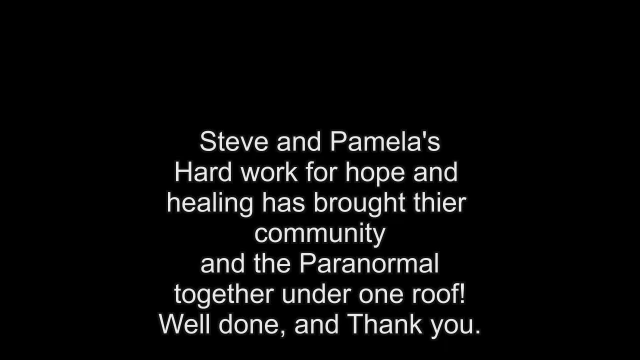 Steve and Pamela's
Hard work for hope and
healing has brought thier
community
and the Paranormal
together under one roof!
Well done, and Thank you.